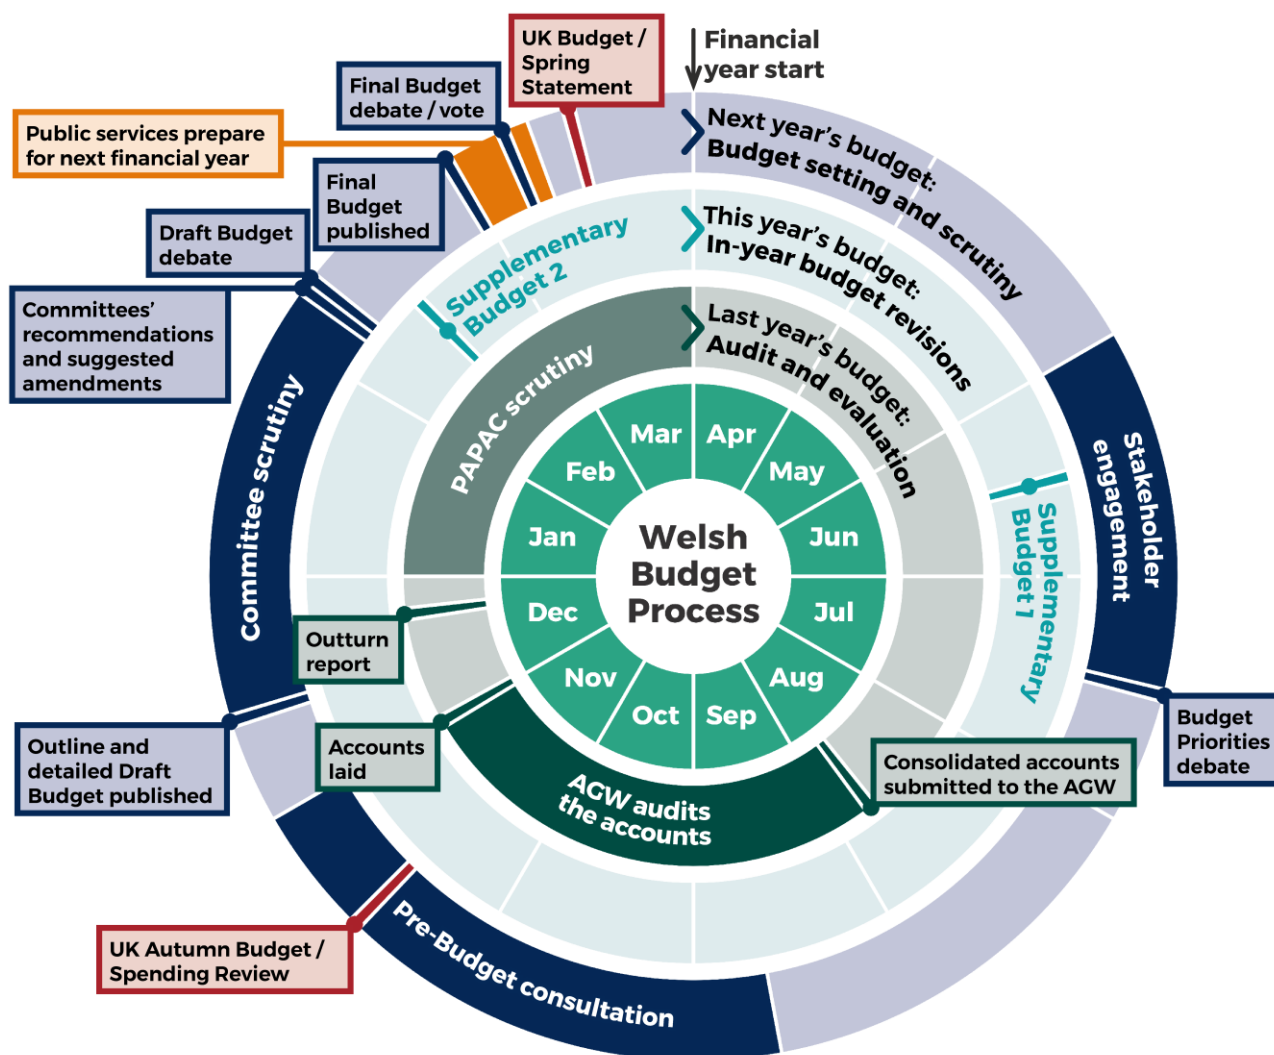 UK Budget /
Spring
Statement
Financial
year start
Final Budget
debate / vote
Public services prepare
for next financial year
Final
Budget
published
Draft Budget
debate
Committees’
recommendations
and suggested
amendments
Next year’s budget:
Budget setting and scrutiny
This year’s budget:
In-year budget revisions
Last year’s budget:
Audit and evaluation
Supplementary
Budget 2
PAPAC scrutiny
Committee scrutiny
Stakeholder
engagement
Supplementary
Budget 1
Mar
Apr
Feb
May
Jan
Jun
Welsh
Budget
Process
Dec
Jul
Nov
Aug
Oct
Sep
Outturn
report
Accounts
laid
Outline and
detailed Draft
Budget published
Budget
Priorities
debate
Consolidated accounts
submitted to the AGW
AGW audits
the accounts
Pre-Budget consultation
UK Autumn Budget /
Spending Review